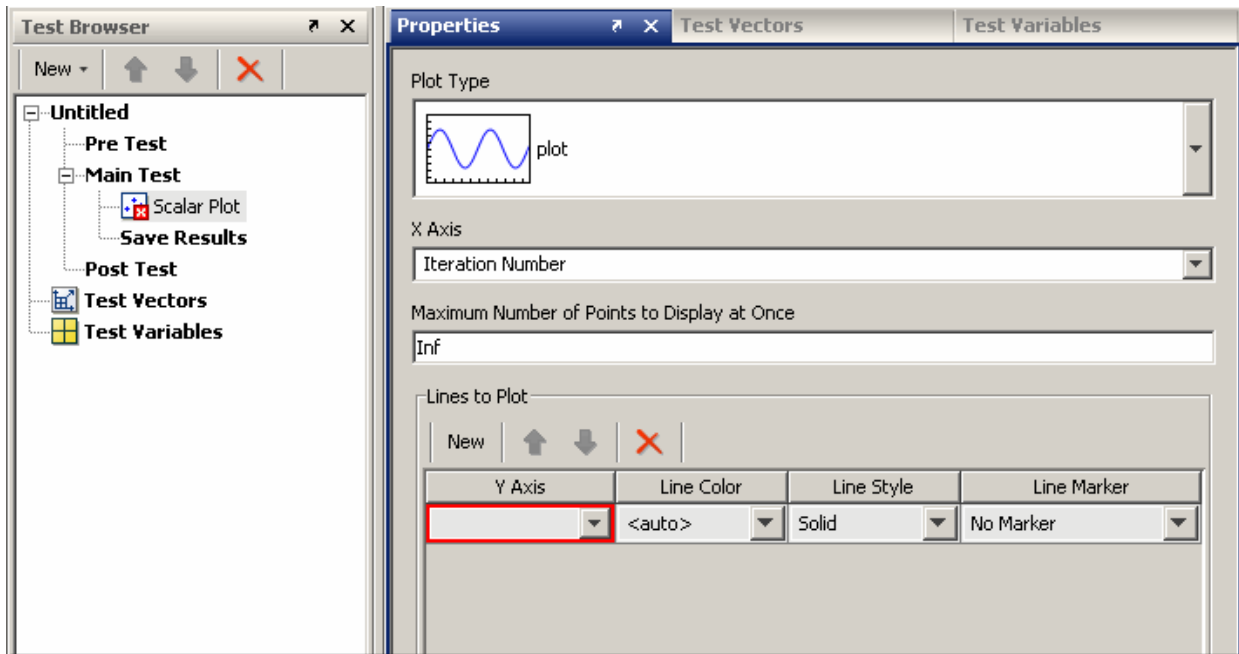 Test Browser
New
Untitled
Pre Test
Main Test
Scalar Plot
Save Results
Post Test
Test Vectors
Test Variables
Properties
Test Vectors
Test Variables
Plot Type
plot
X Axis
Iteration Number
Maximum Number of Points to Display at Once
Inf
Lines to Plot
New
Y Axis Line Color Line Style Line Marker
<auto> Solid No Marker